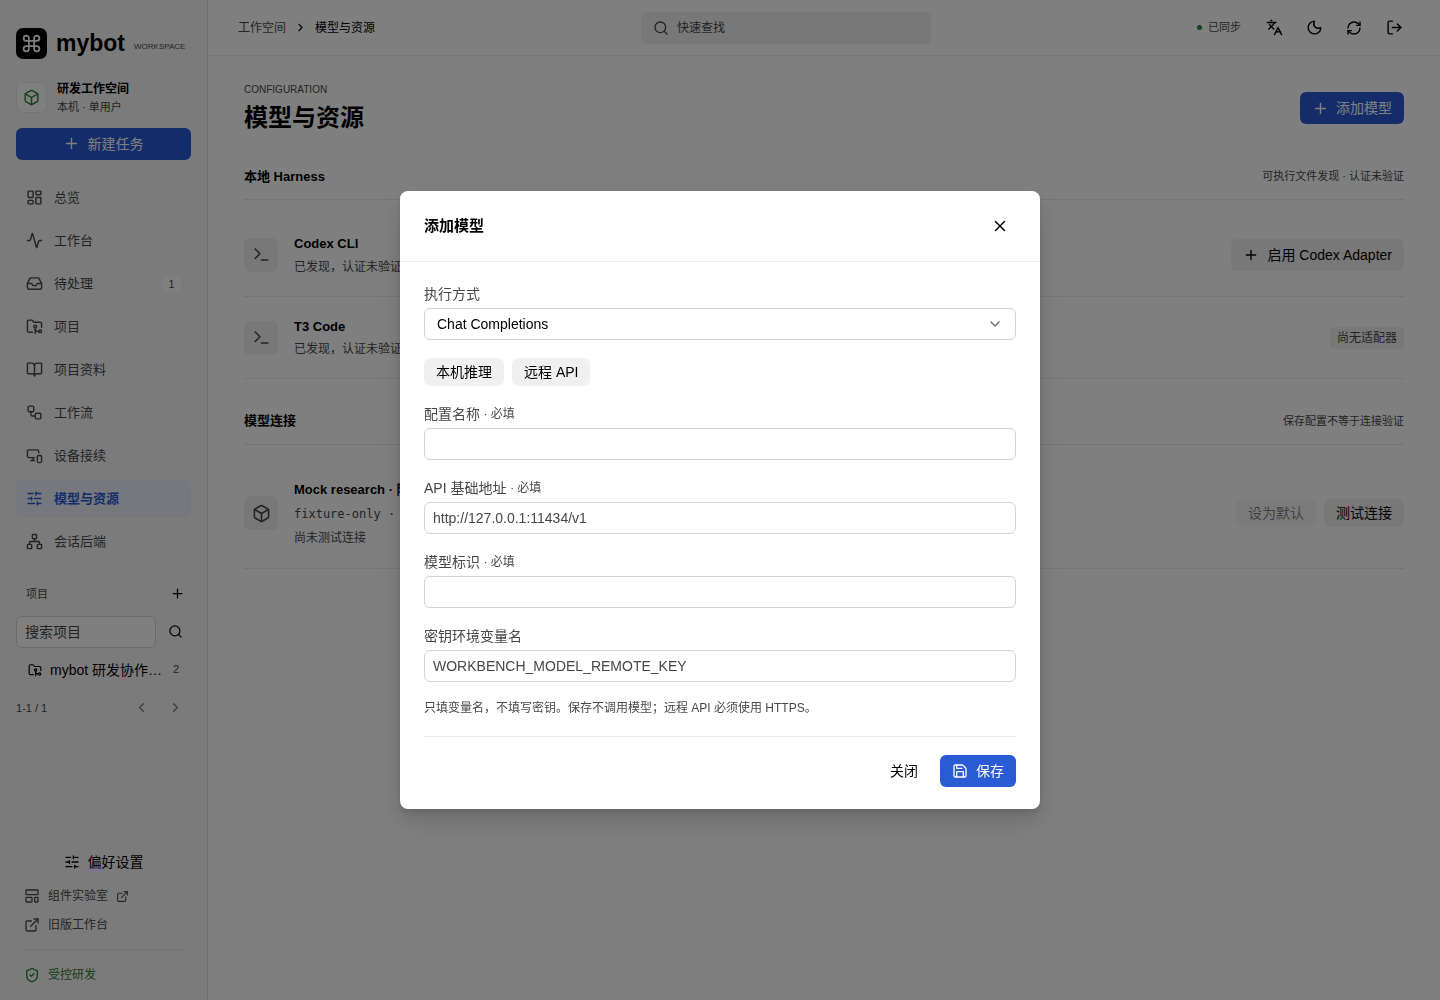 mybot WORKSPACE
研发工作空间
本机 · 单用户
新建任务
总览
工作台
待处理 1
项目
项目资料
工作流
设备接续
模型与资源
会话后端
项目
搜索项目
mybot 研发协作… 2
1-1 / 1
偏好设置
组件实验室
旧版工作台
受控研发
工作空间 模型与资源
快速查找
已同步
CONFIGURATION
模型与资源
添加模型
本地 Harness
可执行文件发现 · 认证未验证
Codex CLI
已发现，认证未验证
启用 Codex Adapter
T3 Code
已发现，认证未验证
尚无适配器
模型连接
保存配置不等于连接验证
Mock research ·
fixture-only ·
尚未测试连接
设为默认
测试连接
添加模型
执行方式
Chat Completions
本机推理
远程 API
配置名称 · 必填
API 基础地址 · 必填
http://127.0.0.1:11434/v1
模型标识 · 必填
密钥环境变量名
WORKBENCH_MODEL_REMOTE_KEY
只填变量名，不填写密钥。保存不调用模型；远程 API 必须使用 HTTPS。
关闭
保存